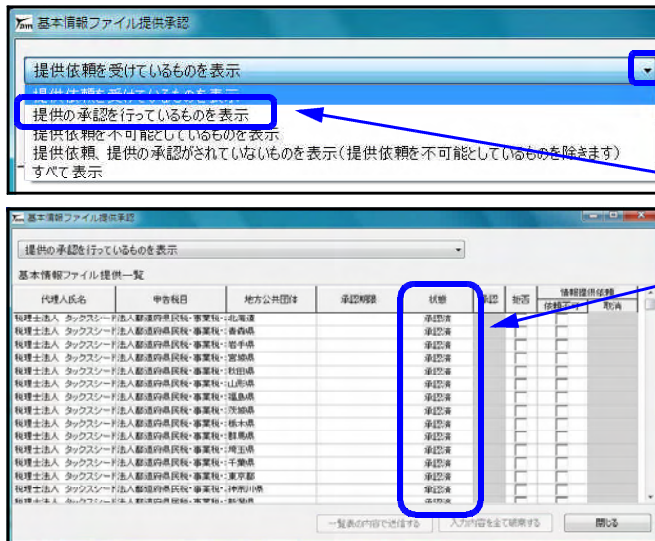 基本情報ファイル提供承認
提供依頼を受けているものを表示
提供依頼を受けているものを表示
提供の承認を行っているものを表示
提供依頼を不可能としているものを表示
提供依頼、提供の承認がされていないものを表示(提供依頼を不可能としているものを除きます)
すべて表示
基本情報ファイル提供承認
提供の承認を行っているものを表示
基本情報ファイル提供一覧
情報提供依頼
代理人氏名 申告税目 地方公共団体 承認期限 状態 承認 拒否 依頼不可 取消
税理士法人 タックスシード 法人都道府県民税・事業税・: 北海道 承認済
税理士法人 タックスシード 法人都道府県民税・事業税・: 青森県 承認済
税理士法人 タックスシード 法人都道府県民税・事業税・: 岩手県 承認済
税理士法人 タックスシード 法人都道府県民税・事業税・: 宮城県 承認済
税理士法人 タックスシード 法人都道府県民税・事業税・: 秋田県 承認済
税理士法人 タックスシード 法人都道府県民税・事業税・: 山形県 承認済
税理士法人 タックスシード 法人都道府県民税・事業税・: 福島県 承認済
税理士法人 タックスシード 法人都道府県民税・事業税・: 茨城県 承認済
税理士法人 タックスシード 法人都道府県民税・事業税・: 栃木県 承認済
税理士法人 タックスシード 法人都道府県民税・事業税・: 群馬県 承認済
税理士法人 タックスシード 法人都道府県民税・事業税・: 埼玉県 承認済
税理士法人 タックスシード 法人都道府県民税・事業税・: 千葉県 承認済
税理士法人 タックスシード 法人都道府県民税・事業税・: 東京都 承認済
税理士法人 タックスシード 法人都道府県民税・事業税・: 神奈川県 承認済
税理士法人 タックスシード 法人都道府県民税・事業税・: 新潟県 承認済
一覧表の内容で送信する 入力内容を全て破棄する 閉じる